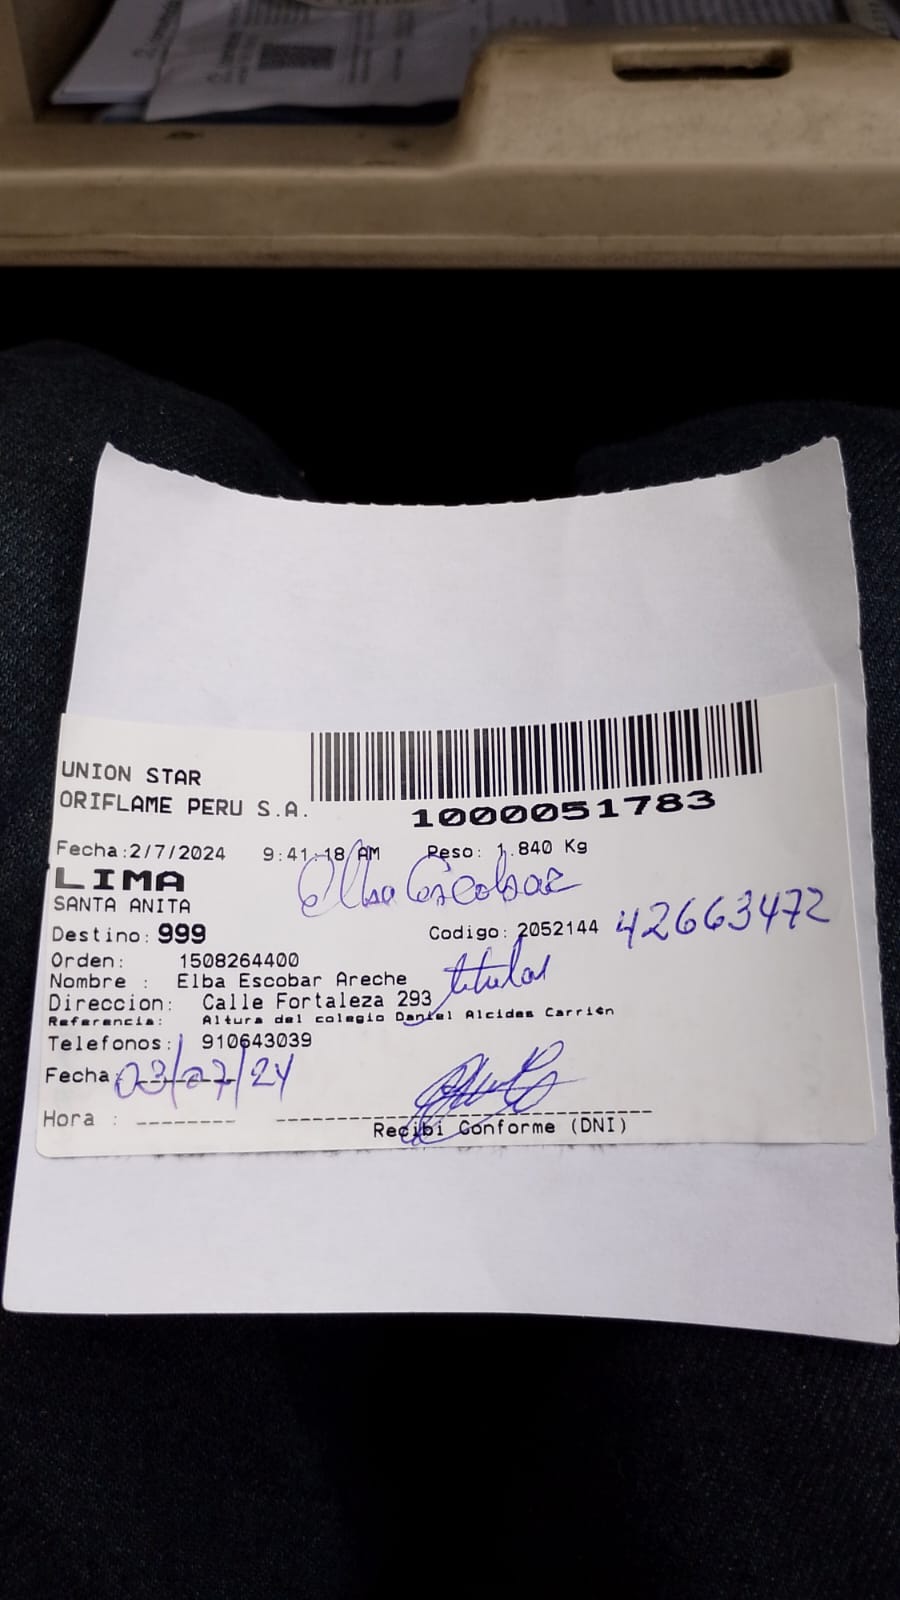 UNION STAR
ORIFLAME PERU S.A.
1000051783
Fecha:2/7/2024 9:41:18 AM Peso: 1.840 Kg
LIMA
Elba Escobar
SANTA ANITA
Destino: 999 Codigo: 2052144 42663472
Orden: 1508264400
titular
Nombre : Elba Escobar Areche
Direccion: Calle Fortaleza 293
Referencia: Altura del colegio Daniel Alcides Carrión
Telefonos: 910643039
Fecha: 03/07/24
Hora :
Recibi Conforme (DNI)